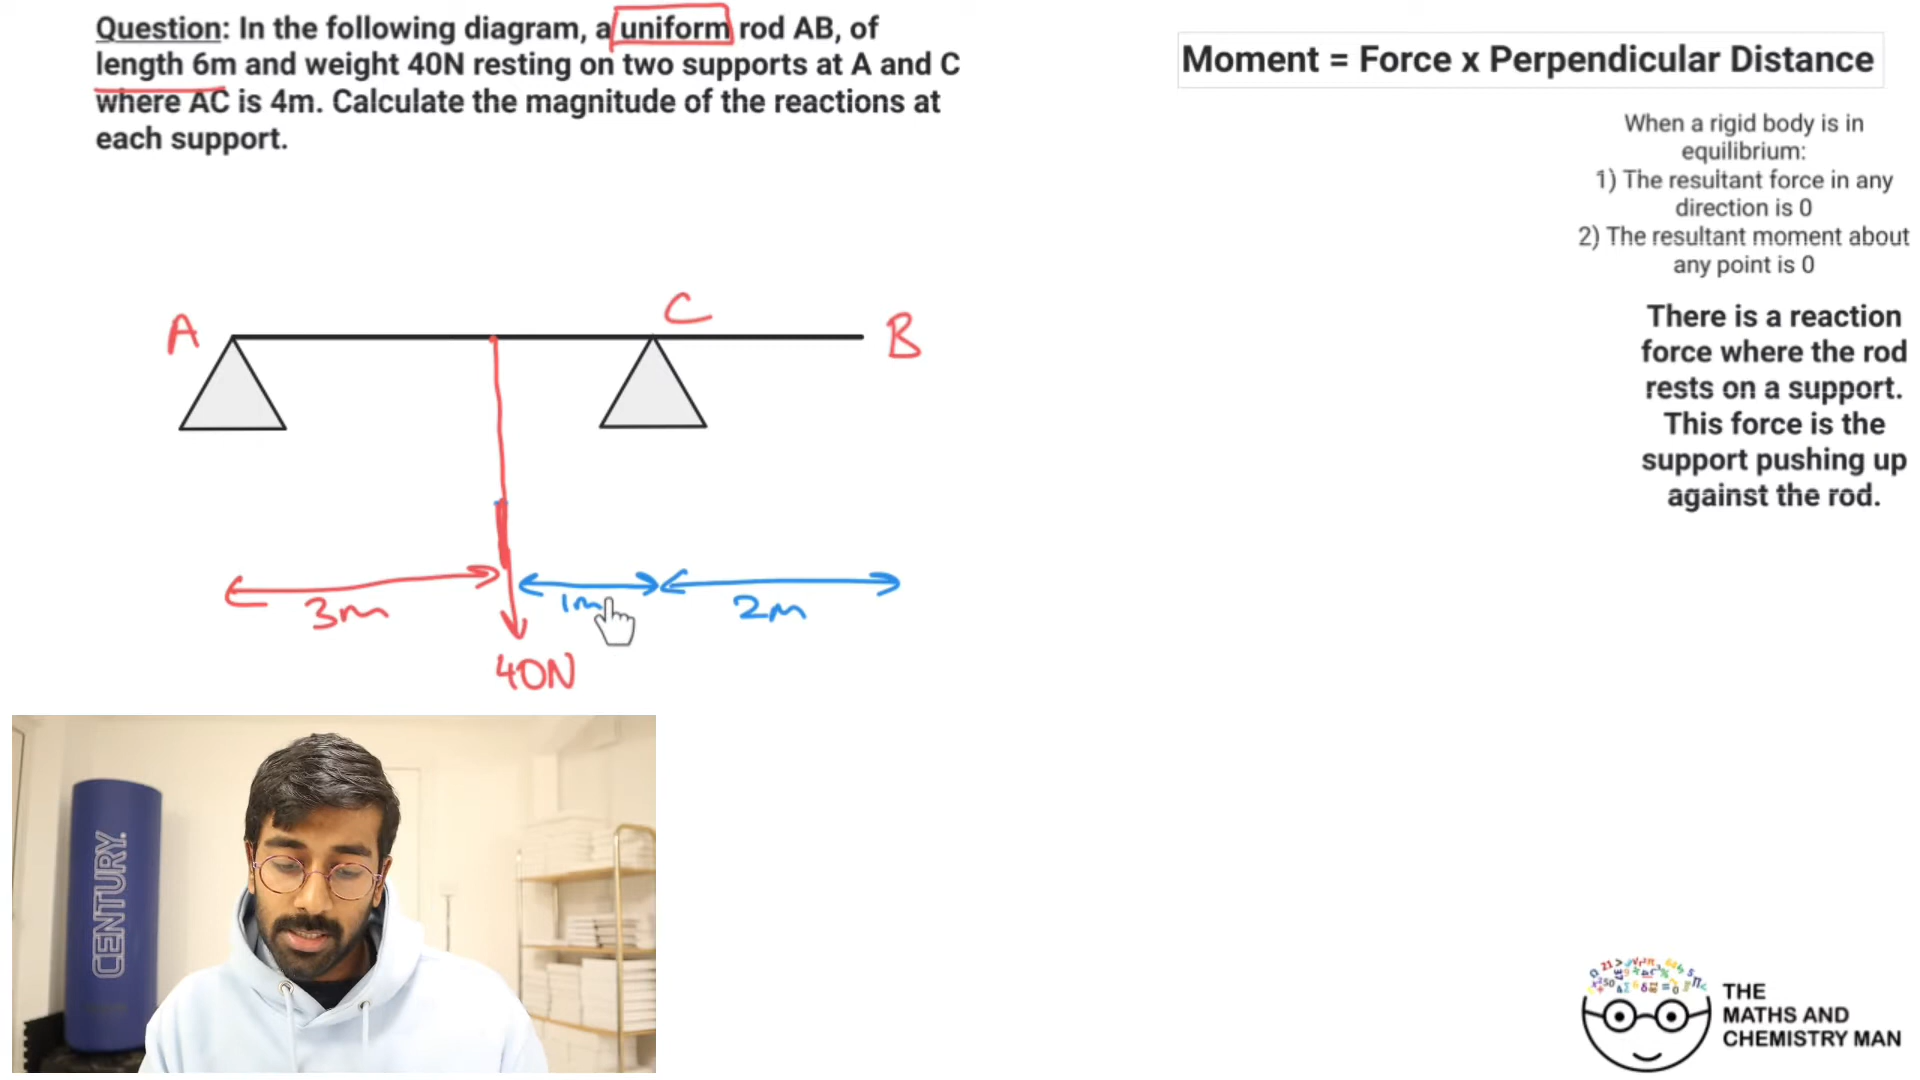 Question: In the following diagram, a uniform rod AB, of
length 6m and weight 40N resting on two supports at A and C
where AC is 4m. Calculate the magnitude of the reactions at
each support.
Moment = Force x Perpendicular Distance
When a rigid body is in
equilibrium:
1) The resultant force in any
direction is 0
2) The resultant moment about
any point is 0
There is a reaction
force where the rod
rests on a support.
This force is the
support pushing up
against the rod.
A
C
B
3m
1m
2m
40N
CENTURY.
THE
MATHS AND
CHEMISTRY MAN